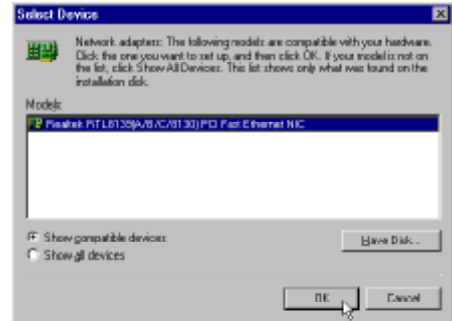 Select Device
Network adapters: The following models are compatible with your hardware.
Click the one you want to set up, and then click OK. If your model is not on
the list, click Show All Devices. This list shows only what was found on the
installation disk.
Models:
Realtek RTL8139(A/B/C/8130) PCI Fast Ethernet NIC
Show compatible devices
Show all devices
Have Disk...
OK
Cancel